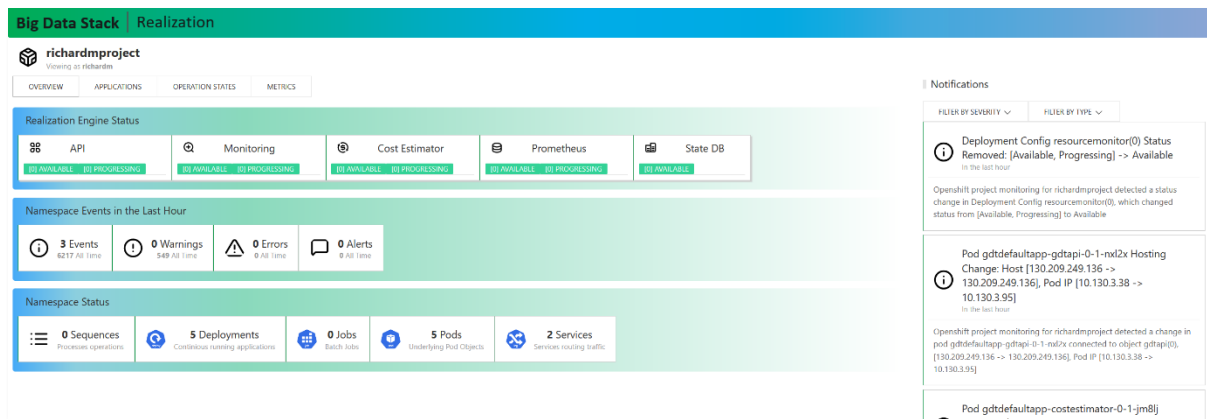 Big Data Stack | Realization
richardmproject
Viewing as richardm
OVERVIEW APPLICATIONS OPERATION STATES METRICS
Realization Engine Status
API Monitoring Cost Estimator Prometheus State DB
[0] AVAILABLE [0] PROGRESSING [0] AVAILABLE [0] PROGRESSING [0] AVAILABLE [0] PROGRESSING [0] AVAILABLE [0] PROGRESSING [0] AVAILABLE
Namespace Events in the Last Hour
3 Events 0 Warnings 0 Errors 0 Alerts
6217 All Time 549 All Time 0 All Time 0 All Time
Namespace Status
0 Sequences 5 Deployments 0 Jobs 5 Pods 2 Services
Processes operations Continious running applications Batch Jobs Underlying Pod Objects Services routing traffic
Notifications
FILTER BY SEVERITY FILTER BY TYPE
Deployment Config resourcemonitor(0) Status
Removed: [Available, Progressing] -> Available
In the last hour
Openshift project monitoring for richardmproject detected a status
change in Deployment Config resourcemonitor(0), which changed
status from [Available, Progressing] to Available
Pod gdtdefaultapp-gdtapi-0-1-nxl2x Hosting
Change: Host [130.209.249.136 ->
130.209.249.136], Pod IP [10.130.3.38 ->
10.130.3.95]
In the last hour
Openshift project monitoring for richardmproject detected a change in
pod gdtdefaultapp-gdtapi-0-1-nxl2x connected to object gdtapi(0),
[130.209.249.136 -> 130.209.249.136], Pod IP [10.130.3.38 ->
10.130.3.95]
Pod gdtdefaultapp-costestimator-0-1-jm8lj